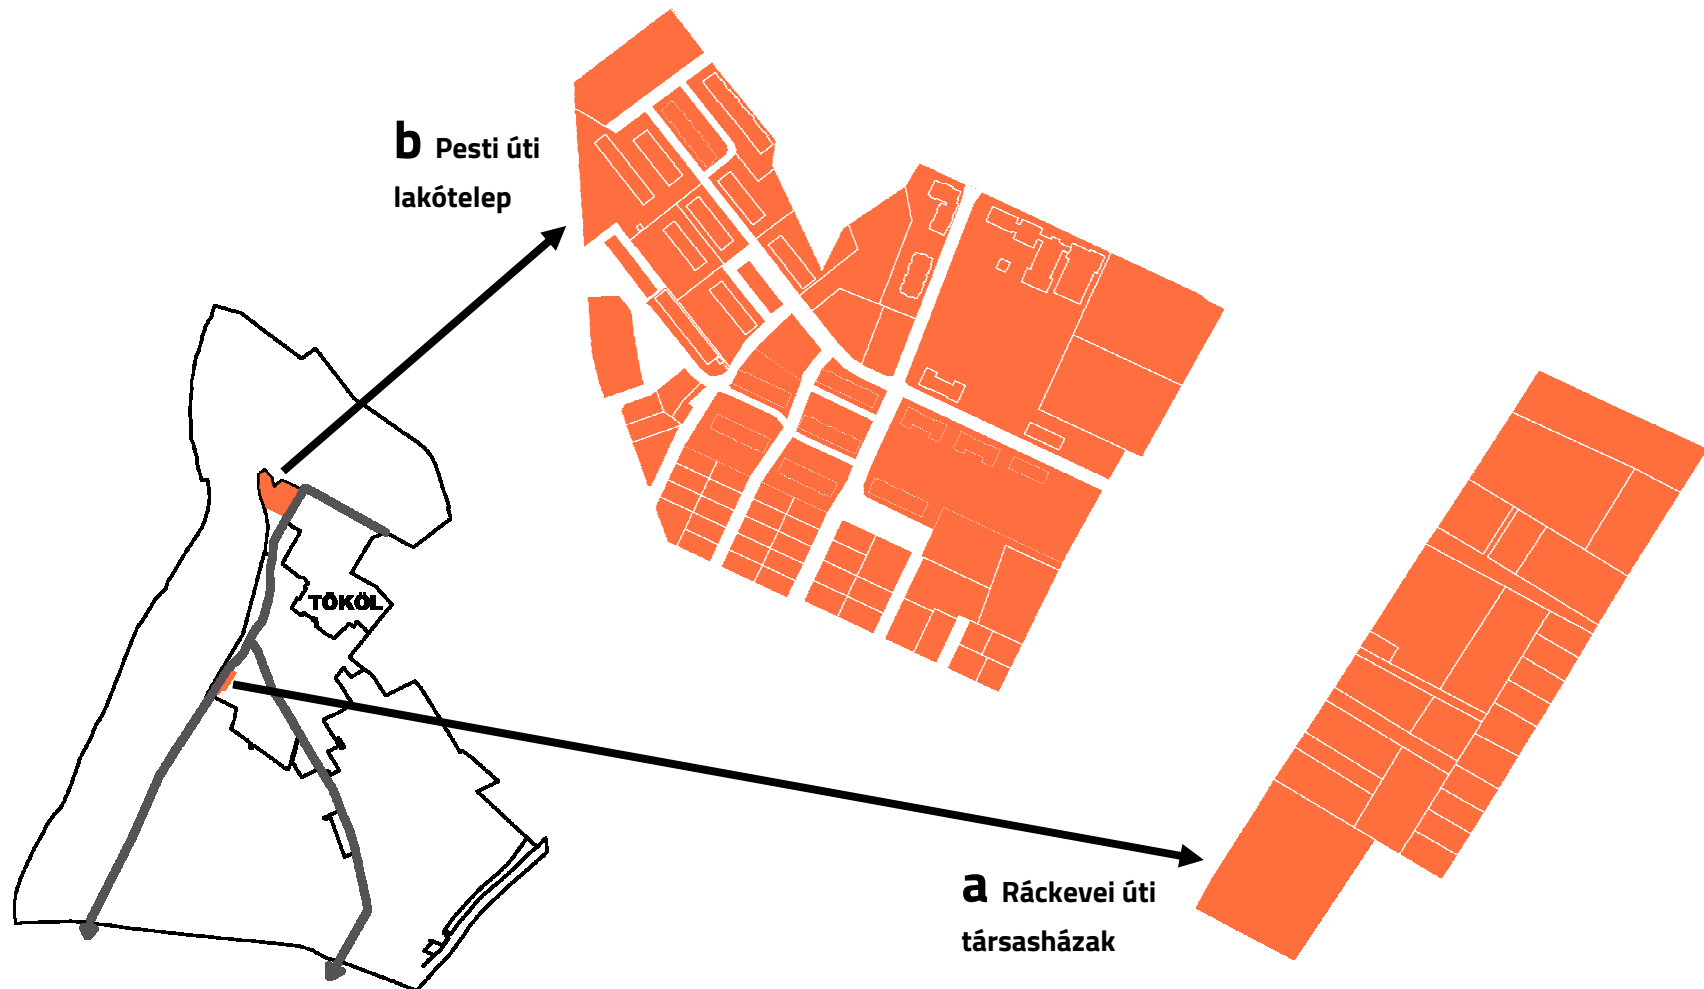 b Pesti úti
lakótelep
TÖKÖL
a Ráckevei úti
társasházak